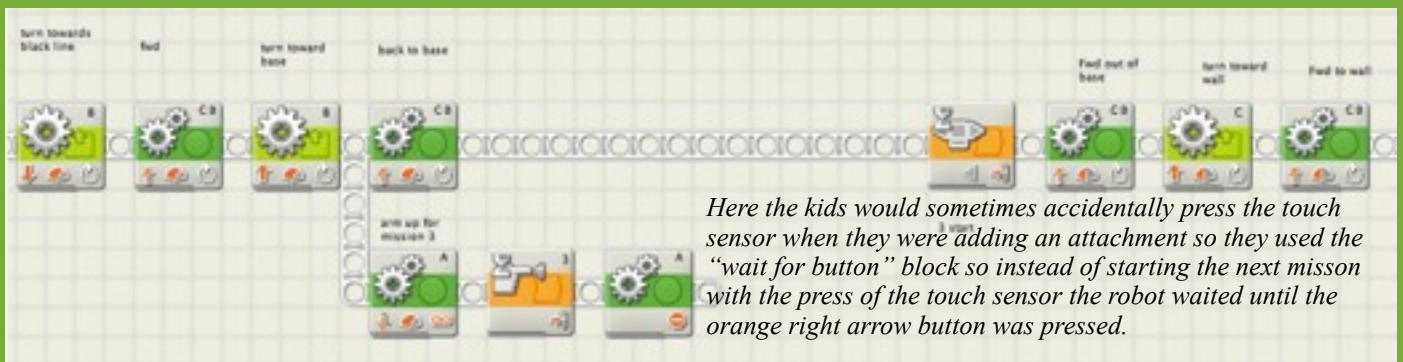 turn towards
black line
fwd
turn toward
base
back to base
Fwd out of
base
turn toward
wall
Fwd to wall
B
C B
B
C B
C B
C
C B
arm up for
mission 3
A
3
A
3 start
Here the kids would sometimes accidentally press the touch
sensor when they were adding an attachment so they used the
“wait for button” block so instead of starting the next misson
with the press of the touch sensor the robot waited until the
orange right arrow button was pressed.